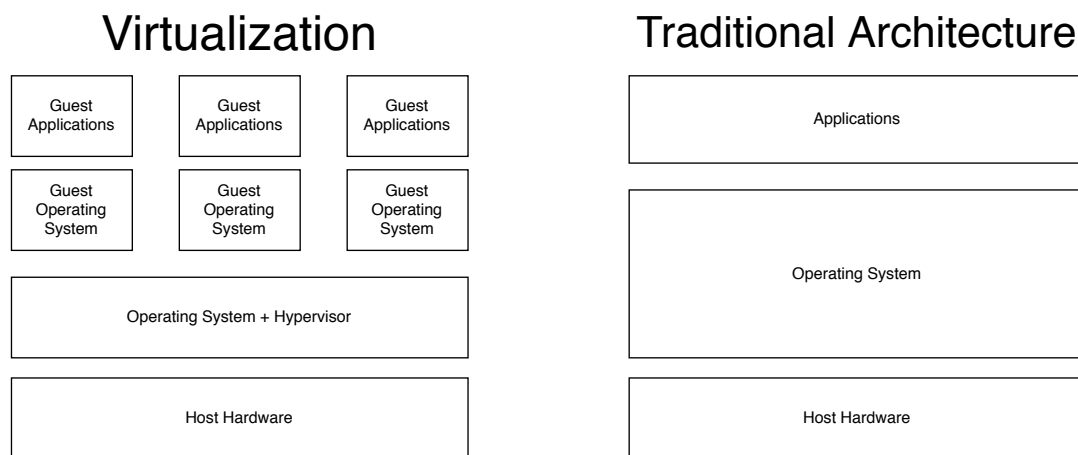 Virtualization
Guest
Applications
Guest
Applications
Guest
Applications
Guest
Operating
System
Guest
Operating
System
Guest
Operating
System
Operating System + Hypervisor
Host Hardware
Traditional Architecture
Applications
Operating System
Host Hardware